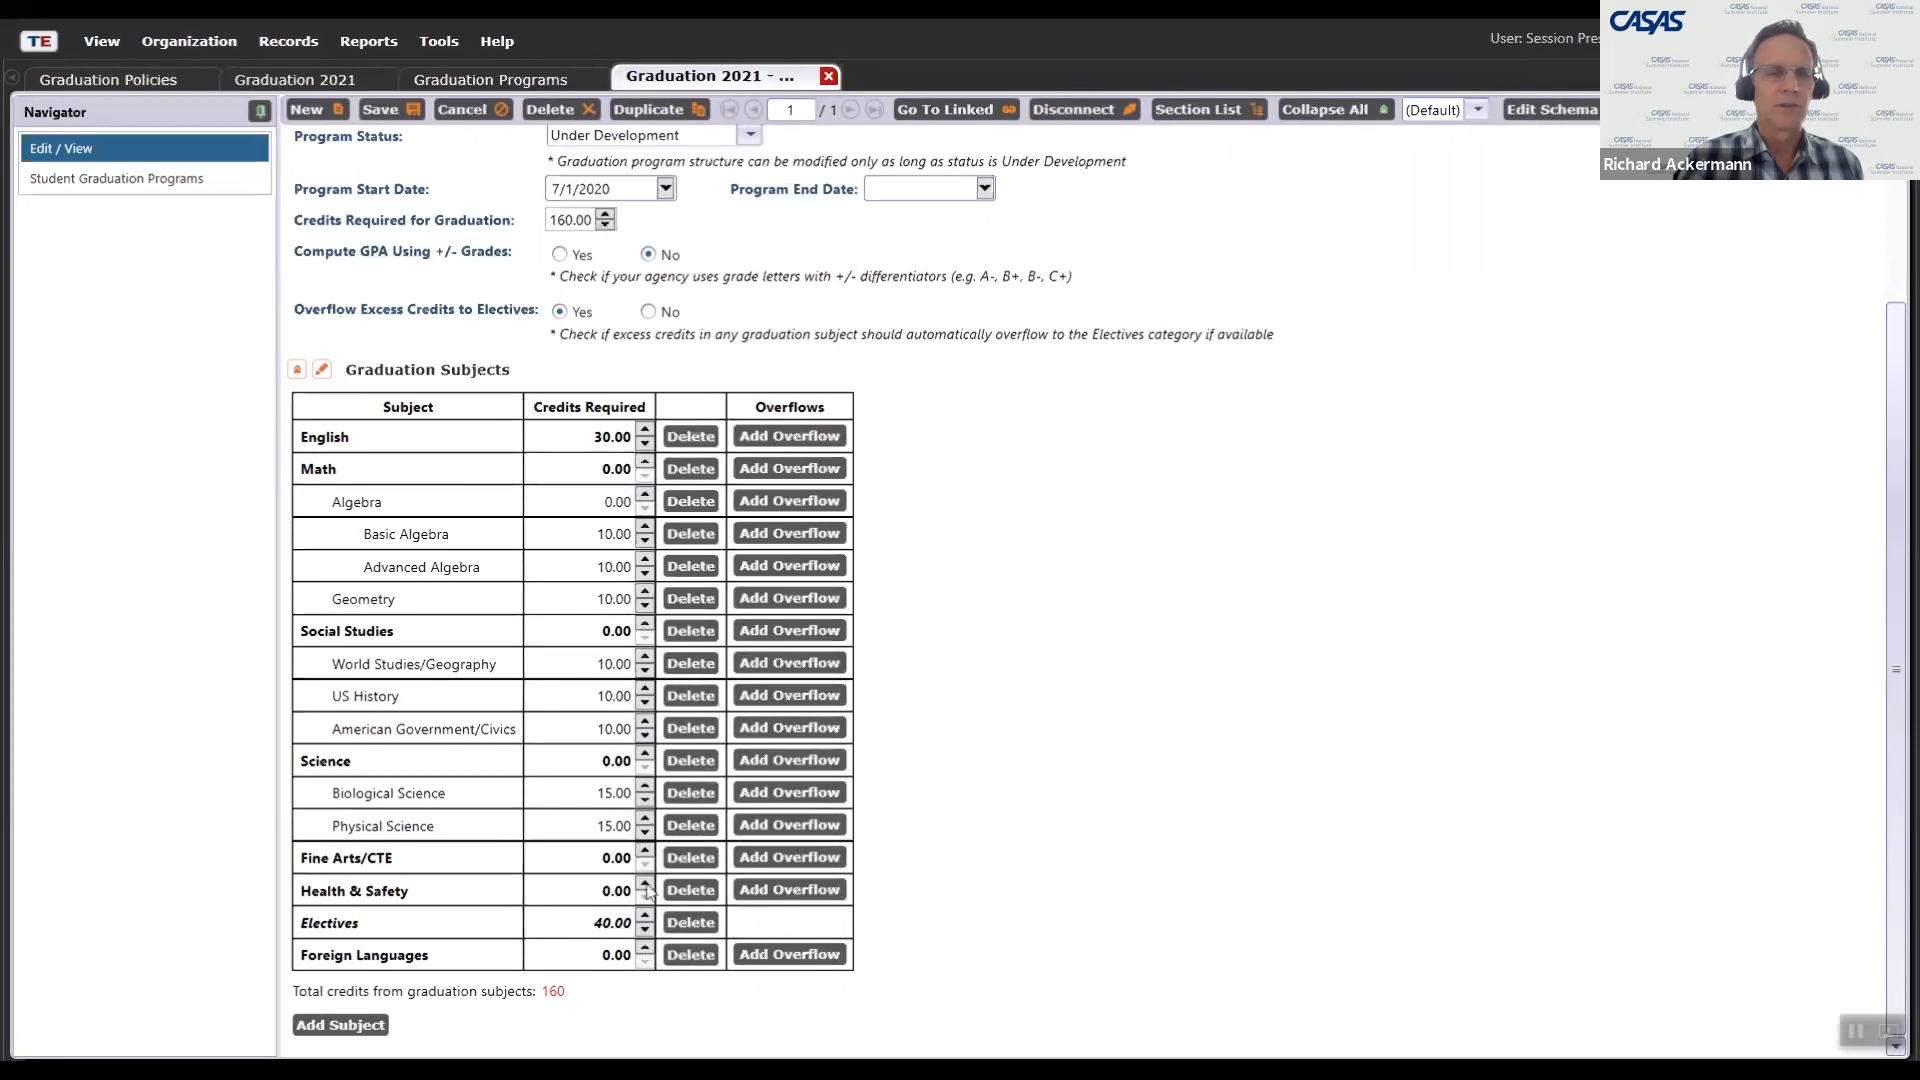 TE View Organization Records Reports Tools Help User: Session Pres
CASAS
Graduation Policies Graduation 2021 Graduation Programs Graduation 2021 - ...
Richard Ackermann
Navigator New Save Cancel Delete Duplicate 1 / 1 Go To Linked Disconnect Section List Collapse All (Default) Edit Schema
Edit / View
Student Graduation Programs
Program Status: Under Development
* Graduation program structure can be modified only as long as status is Under Development
Program Start Date: 7/1/2020 Program End Date:
Credits Required for Graduation: 160.00
Compute GPA Using +/- Grades: Yes No
* Check if your agency uses grade letters with +/- differentiators (e.g. A-, B+, B-, C+)
Overflow Excess Credits to Electives: Yes No
* Check if excess credits in any graduation subject should automatically overflow to the Electives category if available
Graduation Subjects
Subject Credits Required Overflows
English 30.00 Delete Add Overflow
Math 0.00 Delete Add Overflow
Algebra 0.00 Delete Add Overflow
Basic Algebra 10.00 Delete Add Overflow
Advanced Algebra 10.00 Delete Add Overflow
Geometry 10.00 Delete Add Overflow
Social Studies 0.00 Delete Add Overflow
World Studies/Geography 10.00 Delete Add Overflow
US History 10.00 Delete Add Overflow
American Government/Civics 10.00 Delete Add Overflow
Science 0.00 Delete Add Overflow
Biological Science 15.00 Delete Add Overflow
Physical Science 15.00 Delete Add Overflow
Fine Arts/CTE 0.00 Delete Add Overflow
Health & Safety 0.00 Delete Add Overflow
Electives 40.00 Delete
Foreign Languages 0.00 Delete Add Overflow
Total credits from graduation subjects: 160
Add Subject